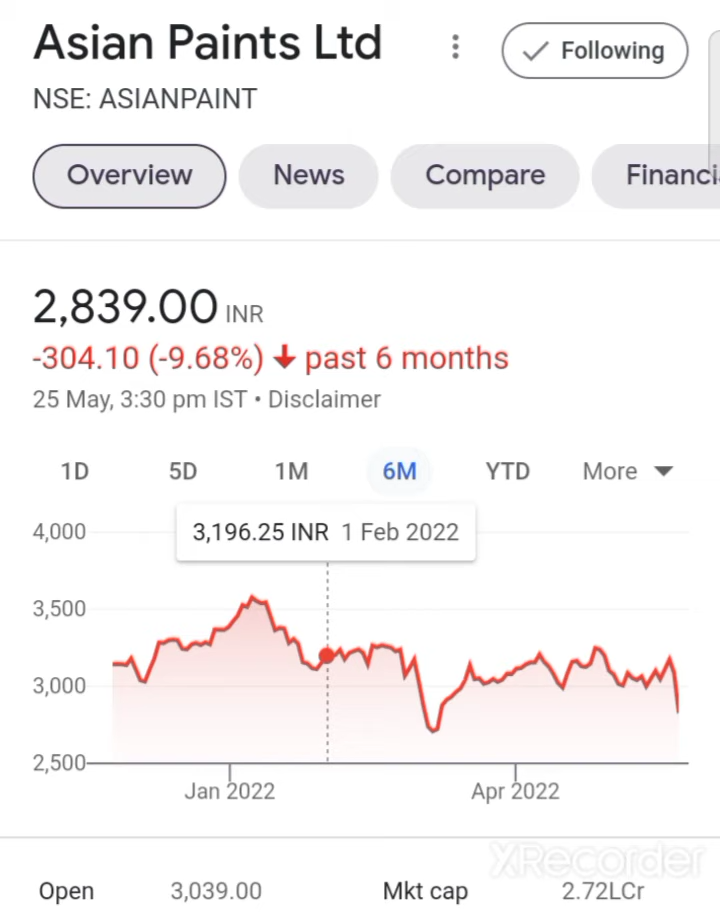 Asian Paints Ltd
Following
NSE: ASIANPAINT
Overview News Compare Financi
2,839.00 INR
-304.10 (-9.68%) past 6 months
25 May, 3:30 pm IST • Disclaimer
1D 5D 1M 6M YTD More
3,196.25 INR 1 Feb 2022
4,000
3,500
3,000
2,500
Jan 2022 Apr 2022
XRecorder
Open 3,039.00 Mkt cap 2.72LCr